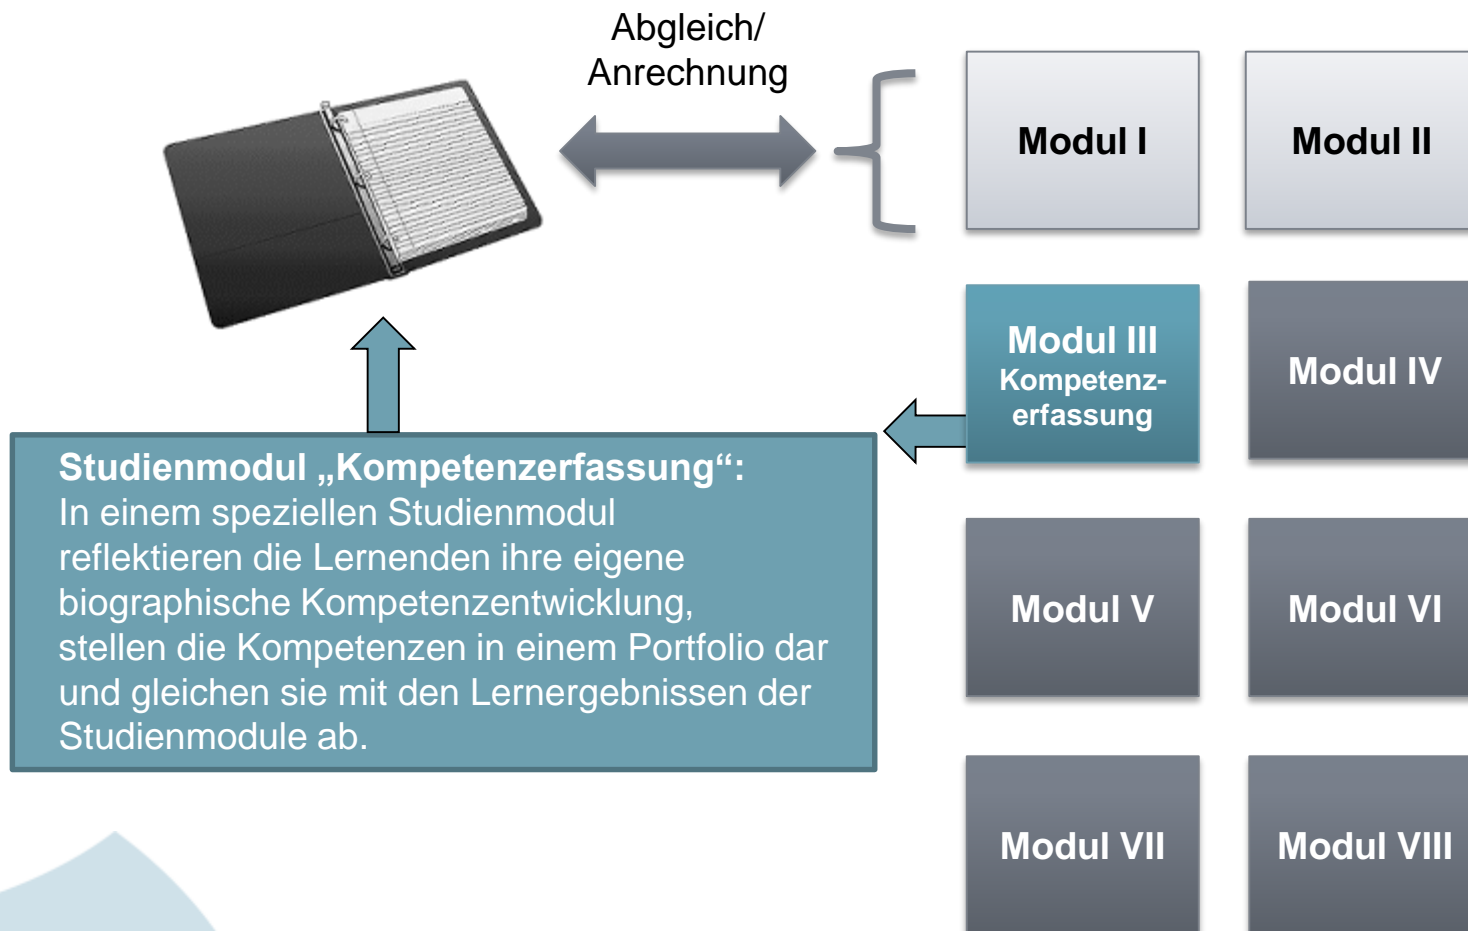 Abgleich/
Anrechnung
Modul I
Modul II
Modul III
Kompetenz-
erfassung
Modul IV
Studienmodul „Kompetenzerfassung“:
In einem speziellen Studienmodul
reflektieren die Lernenden ihre eigene
biographische Kompetenzentwicklung,
stellen die Kompetenzen in einem Portfolio dar
und gleichen sie mit den Lernergebnissen der
Studienmodule ab.
Modul V
Modul VI
Modul VII
Modul VIII